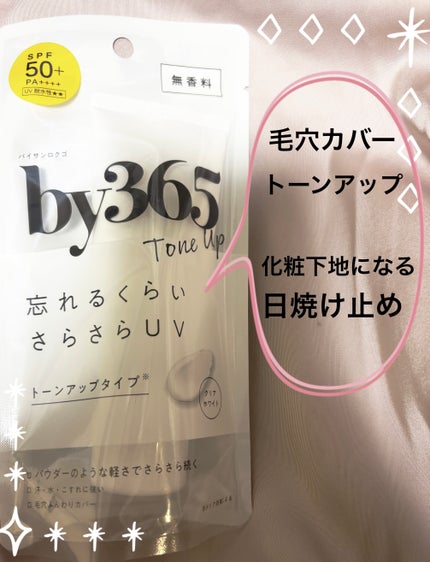 SPF
50+
PA++++
UV耐水性★★
無香料
バイサンロクゴ
by365
Tone Up
忘れるくらい
さらさらUV
トーンアップタイプ※
クリア
ホワイト
パウダーのような軽さでさらさら続く
汗・水・こすれに強い
毛穴ふんわりカバー
毛穴カバー
トーンアップ
化粧下地になる
日焼け止め